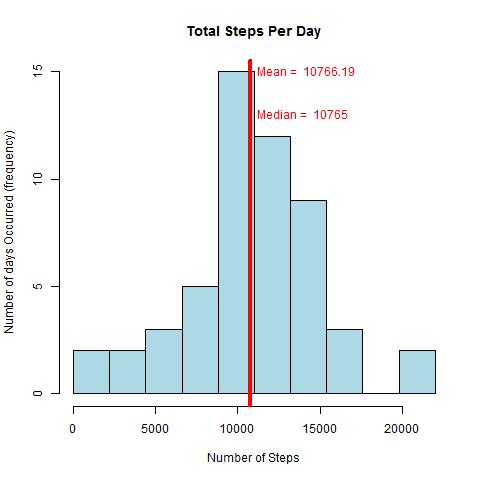 Total Steps Per Day
Mean =  10766.19
Median =  10765
Number of days Occurred (frequency)
15
10
5
0
0 5000 10000 15000 20000
Number of Steps